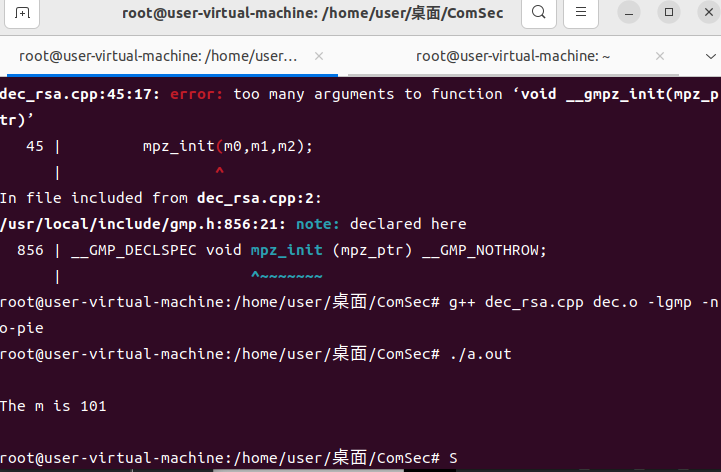 root@user-virtual-machine: /home/user/桌面/ComSec
root@user-virtual-machine: /home/user...
root@user-virtual-machine: ~
dec_rsa.cpp:45:17: error: too many arguments to function ‘void __gmpz_init(mpz_p
tr)’
   45 |         mpz_init(m0,m1,m2);
      |                 ^
In file included from dec_rsa.cpp:2:
/usr/local/include/gmp.h:856:21: note: declared here
  856 | __GMP_DECLSPEC void mpz_init (mpz_ptr) __GMP_NOTHROW;
      |                     ^~~~~~~~
root@user-virtual-machine:/home/user/桌面/ComSec# g++ dec_rsa.cpp dec.o -lgmp -n
o-pie
root@user-virtual-machine:/home/user/桌面/ComSec# ./a.out
The m is 101
root@user-virtual-machine:/home/user/桌面/ComSec# S